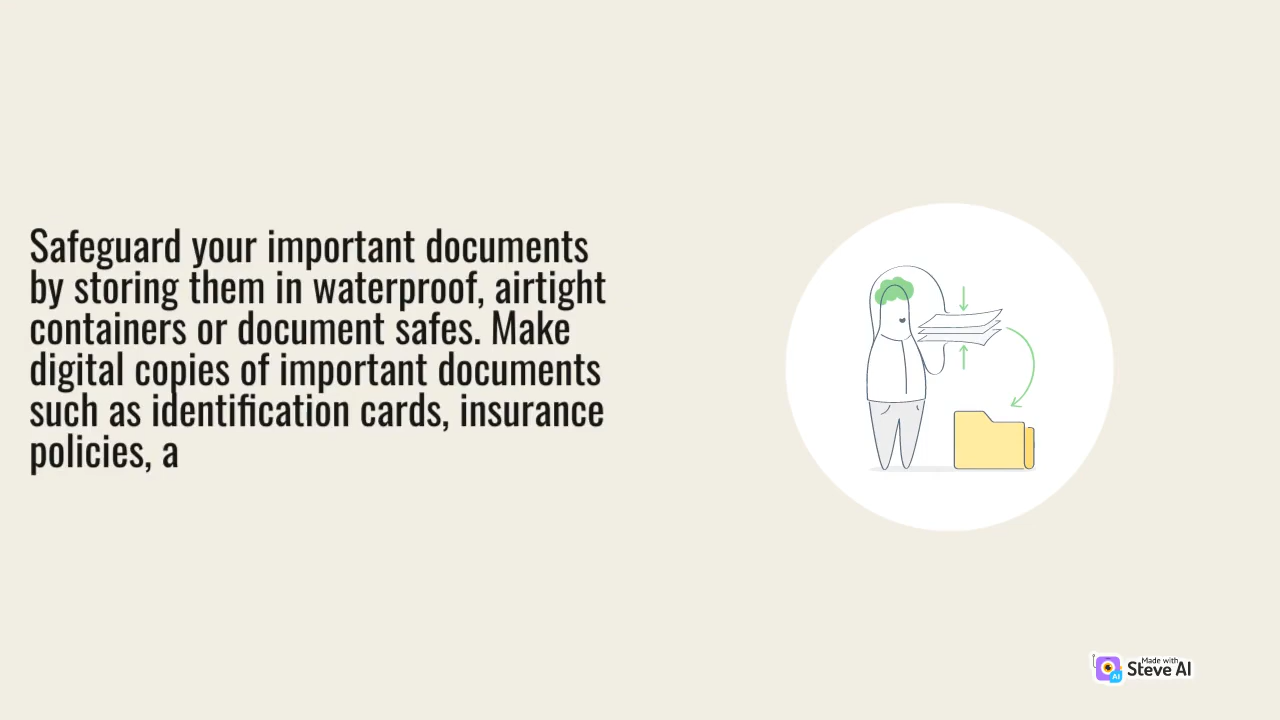 Safeguard your important documents
by storing them in waterproof, airtight
containers or document safes. Make
digital copies of important documents
such as identification cards, insurance
policies, a
Made with
Steve AI
AI